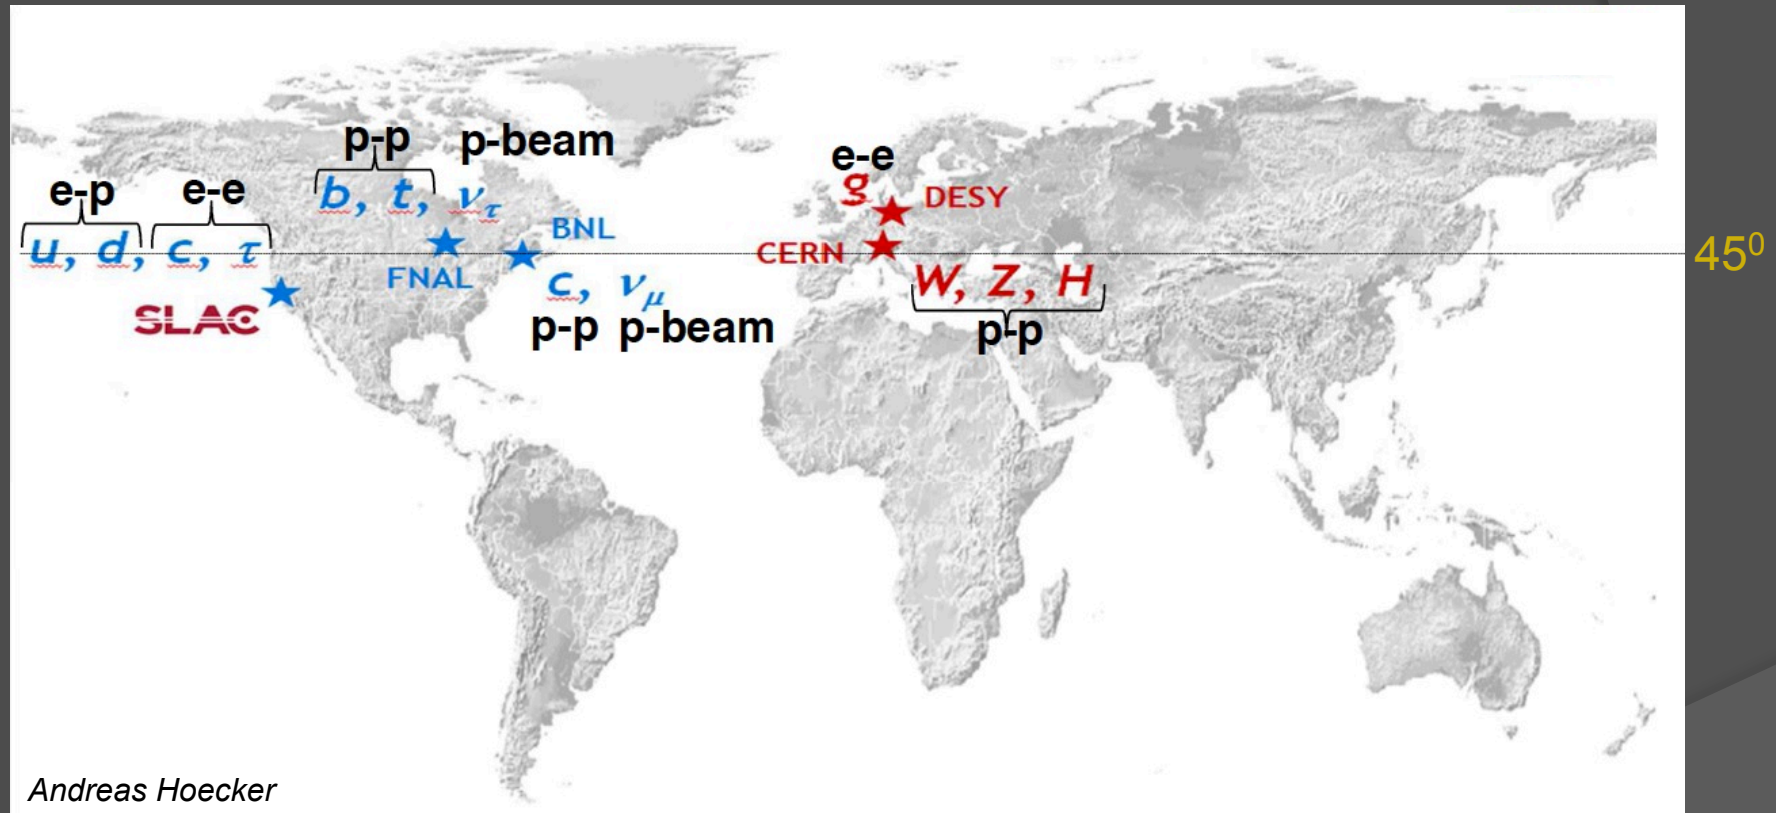 p-p p-beam
b, t, ν_τ
e-p e-e
u, d, c, τ
SLAC
FNAL
BNL
c, ν_μ
p-p p-beam
e-e
g
DESY
CERN
W, Z, H
p-p
45⁰
Andreas Hoecker